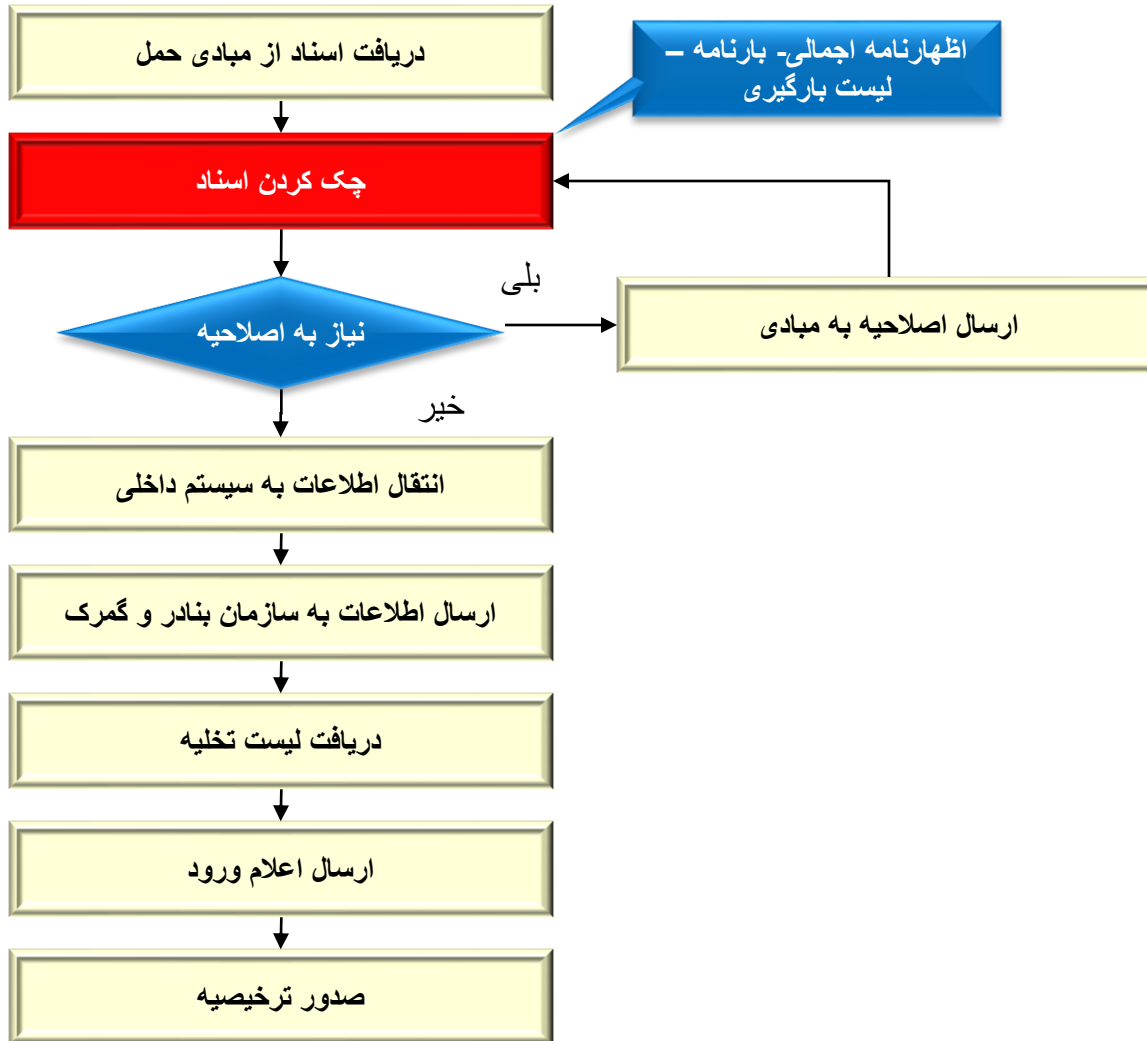 دریافت اسناد از مبادی حمل
اظهارنامه اجمالی- بارنامه –
لیست بارگیری
چک کردن اسناد
بلی
نیاز به اصلاحیه
ارسال اصلاحیه به مبادی
خیر
انتقال اطلاعات به سیستم داخلی
ارسال اطلاعات به سازمان بنادر و گمرک
دریافت لیست تخلیه
ارسال اعلام ورود
صدور ترخیصیه